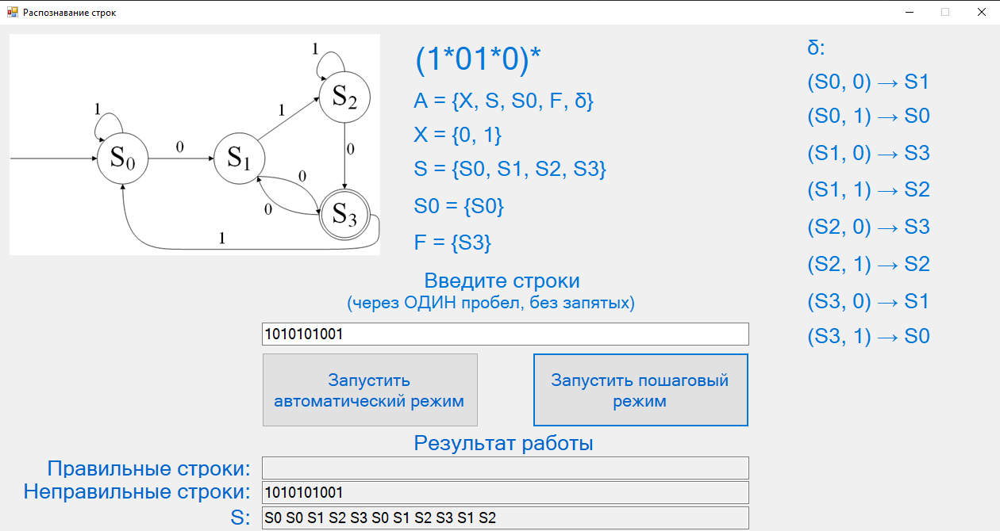 Распознавание строк
1
S2
1
1
0
S0
0
S1
0
0
S3
1
(1*01*0)*
A = {X, S, S0, F, δ}
X = {0, 1}
S = {S0, S1, S2, S3}
S0 = {S0}
F = {S3}
δ:
(S0, 0) → S1
(S0, 1) → S0
(S1, 0) → S3
(S1, 1) → S2
(S2, 0) → S3
(S2, 1) → S2
(S3, 0) → S1
(S3, 1) → S0
Введите строки
(через ОДИН пробел, без запятых)
1010101001
Запустить
автоматический режим
Запустить пошаговый
режим
Результат работы
Правильные строки:
Неправильные строки: 1010101001
S: S0 S0 S1 S2 S3 S0 S1 S2 S3 S1 S2